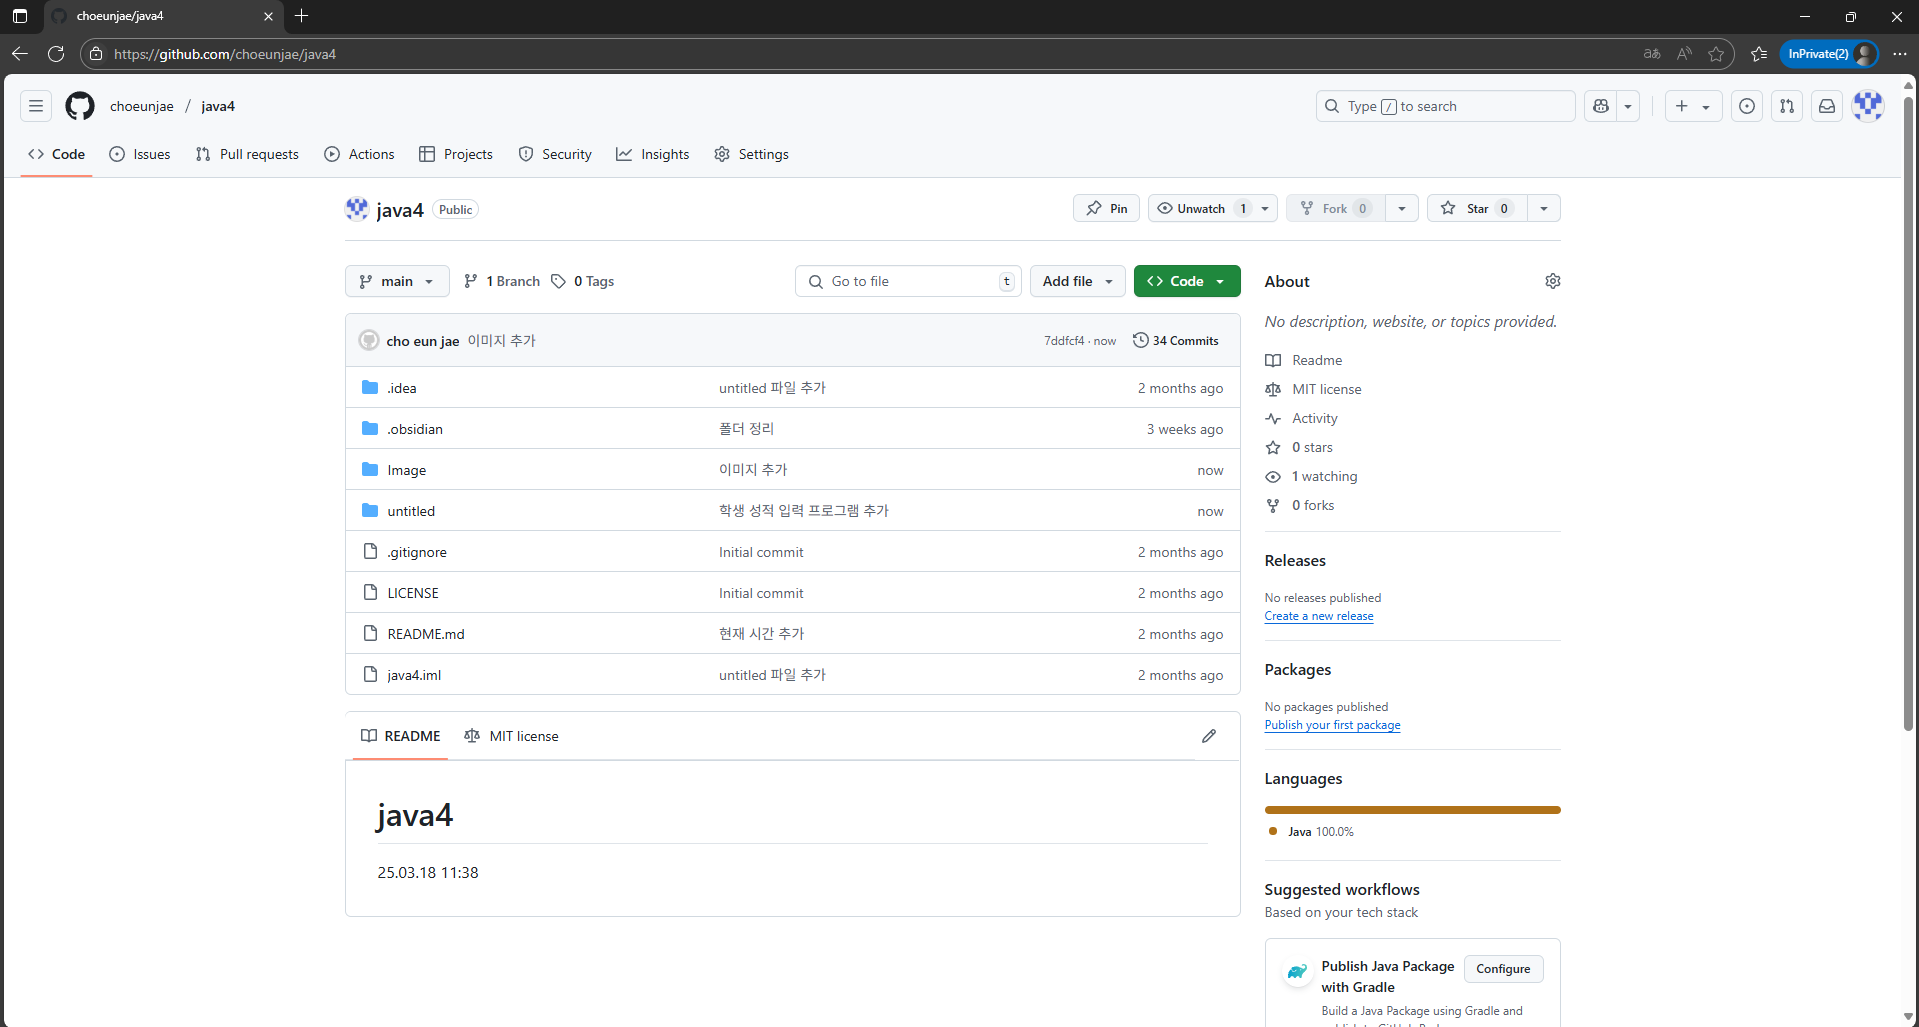 choeunjae/java4
https://github.com/choeunjae/java4
InPrivate(2)
choeunjae / java4
Type / to search
Code
Issues
Pull requests
Actions
Projects
Security
Insights
Settings
java4 Public
Pin
Unwatch 1
Fork 0
Star 0
main
1 Branch
0 Tags
Go to file t
Add file
Code
cho eun jae 이미지 추가 7ddfcf4 · now 34 Commits
.idea untitled 파일 추가 2 months ago
.obsidian 폴더 정리 3 weeks ago
Image 이미지 추가 now
untitled 학생 성적 입력 프로그램 추가 now
.gitignore Initial commit 2 months ago
LICENSE Initial commit 2 months ago
README.md 현재 시간 추가 2 months ago
java4.iml untitled 파일 추가 2 months ago
README
MIT license
java4
25.03.18 11:38
About
No description, website, or topics provided.
Readme
MIT license
Activity
0 stars
1 watching
0 forks
Releases
No releases published
Create a new release
Packages
No packages published
Publish your first package
Languages
Java 100.0%
Suggested workflows
Based on your tech stack
Publish Java Package
with Gradle
Configure
Build a Java Package using Gradle and